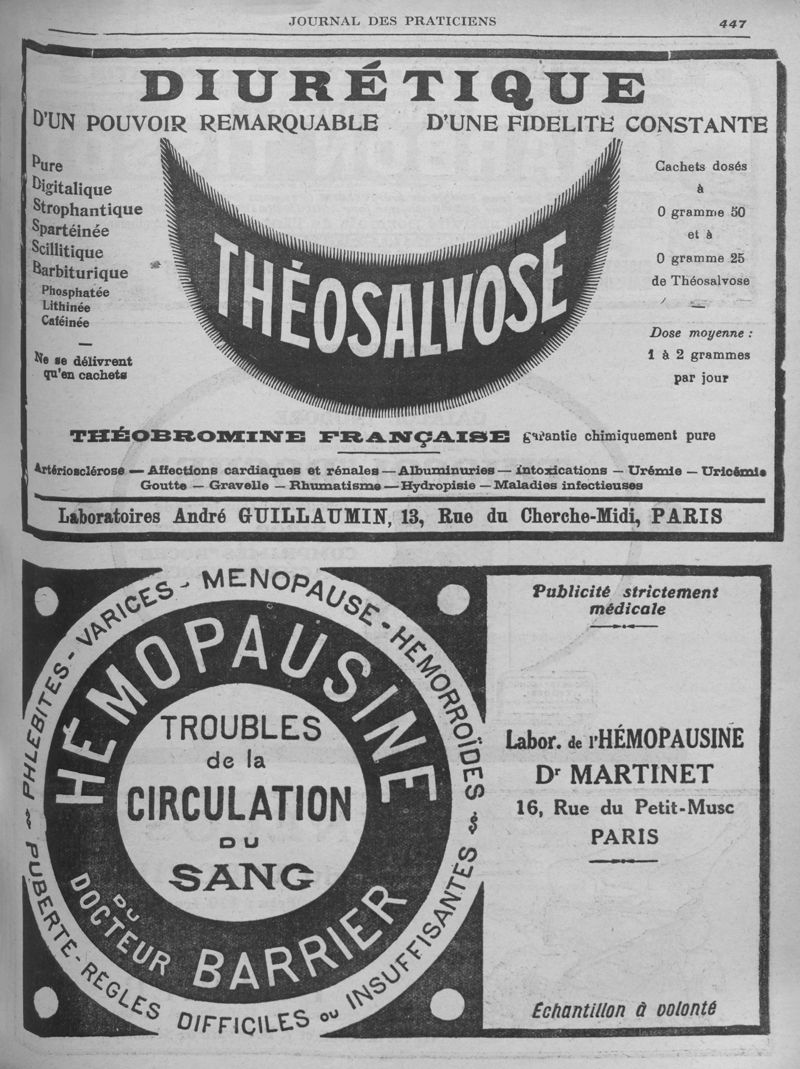 JOURNAL DES PRATICIENS
447
DIURÉTIQUE
D'UN POUVOIR REMARQUABLE D'UNE FIDELITÉ CONSTANTE
Pure
Digitalique
Strophantique
Spartéinée
Scillitique
Barbiturique
Phosphatée
Lithinée
Caféinée
Ne se délivrent
qu'en cachets
THÉOSALVOSE
Cachets dosés
à
0 gramme 50
et à
0 gramme 25
de Théosalvose
Dose moyenne :
1 à 2 grammes
par jour
THÉOBROMINE FRANÇAISE garantie chimiquement pure
Artériosclérose — Affections cardiaques et rénales — Albuminuries — intoxications — Urémie — Uricémie
Goutte — Gravelle — Rhumatisme — Hydropisie — Maladies infectieuses
Laboratoires André GUILLAUMIN, 13, Rue du Cherche-Midi, PARIS
PHLÉBITES - VARICES - MENOPAUSE - HÉMORROÏDES
HÉMOPAUSINE
TROUBLES
de la
CIRCULATION
DU
SANG
DU
DOCTEUR BARRIER
PUBERTE - REGLES DIFFICILES ou INSUFFISANTES
Publicité strictement
médicale
Labor. de l'HÉMOPAUSINE
Dr MARTINET
16, Rue du Petit-Musc
PARIS
Échantillon à volonté